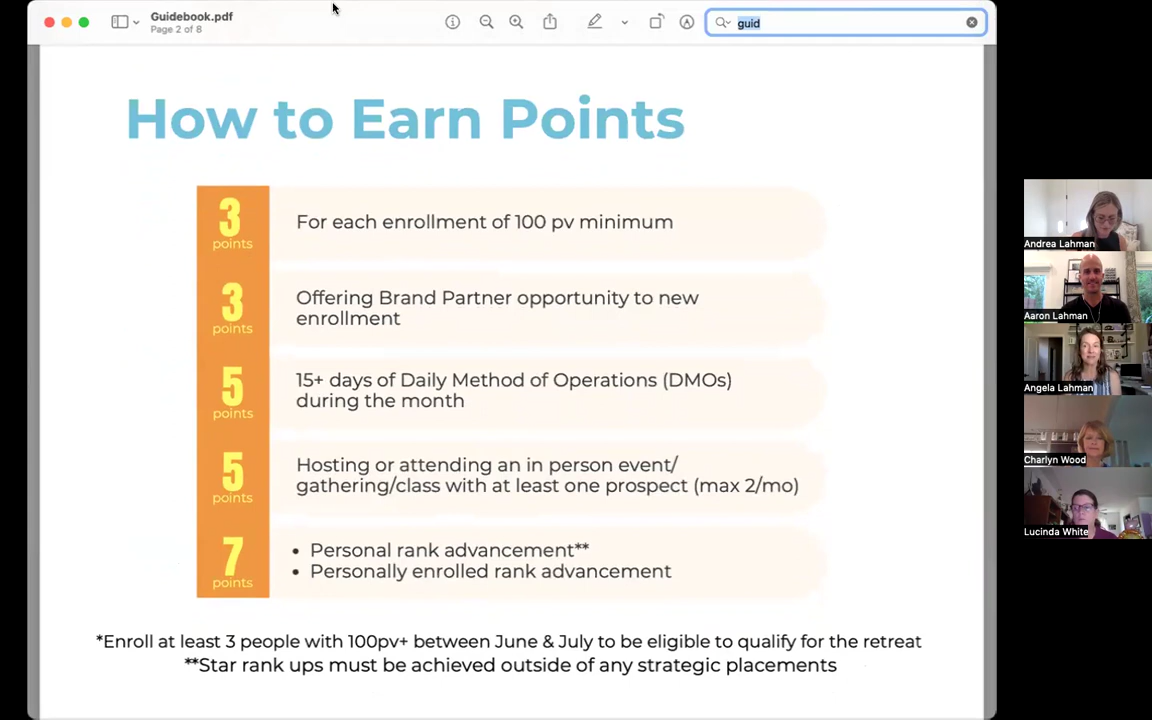 Guidebook.pdf
Page 2 of 8
guid
How to Earn Points
3
points
For each enrollment of 100 pv minimum
3
points
Offering Brand Partner opportunity to new
enrollment
5
points
15+ days of Daily Method of Operations (DMOs)
during the month
5
points
Hosting or attending an in person event/
gathering/class with at least one prospect (max 2/mo)
7
points
• Personal rank advancement**
• Personally enrolled rank advancement
*Enroll at least 3 people with 100pv+ between June & July to be eligible to qualify for the retreat
**Star rank ups must be achieved outside of any strategic placements
Andrea Lahman
Aaron Lahman
Angela Lahman
Charlyn Wood
Lucinda White